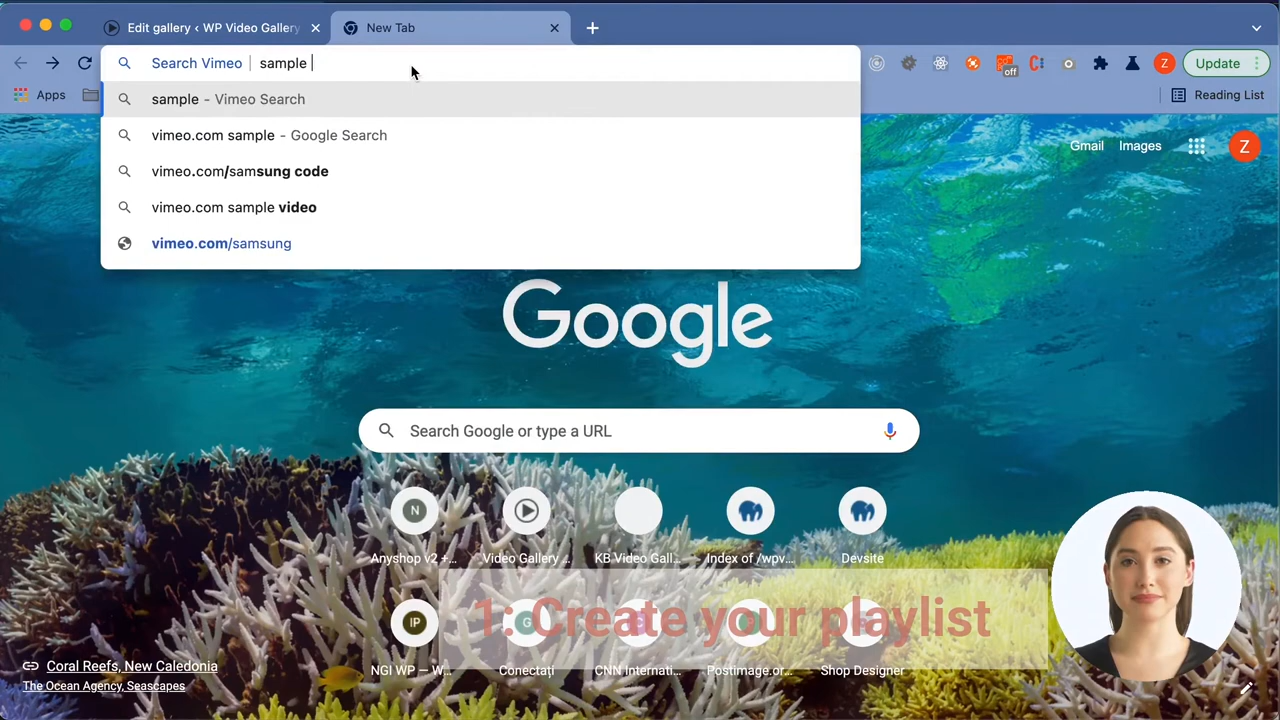 Edit gallery ‹ WP Video Gallery
New Tab
Search Vimeo | sample
off
Z
Update
Apps
Reading List
sample - Vimeo Search
vimeo.com sample - Google Search
vimeo.com/samsung code
vimeo.com sample video
vimeo.com/samsung
Gmail
Images
Z
Google
Search Google or type a URL
N
Anyshop v2 +...
Video Gallery ...
KB Video Gall...
Index of /wpv...
Devsite
1: Create your playlist
IP
G
NGI WP — W...
Conectați
CNN Internati...
Postimage.or...
Shop Designer
Coral Reefs, New Caledonia
The Ocean Agency, Seascapes